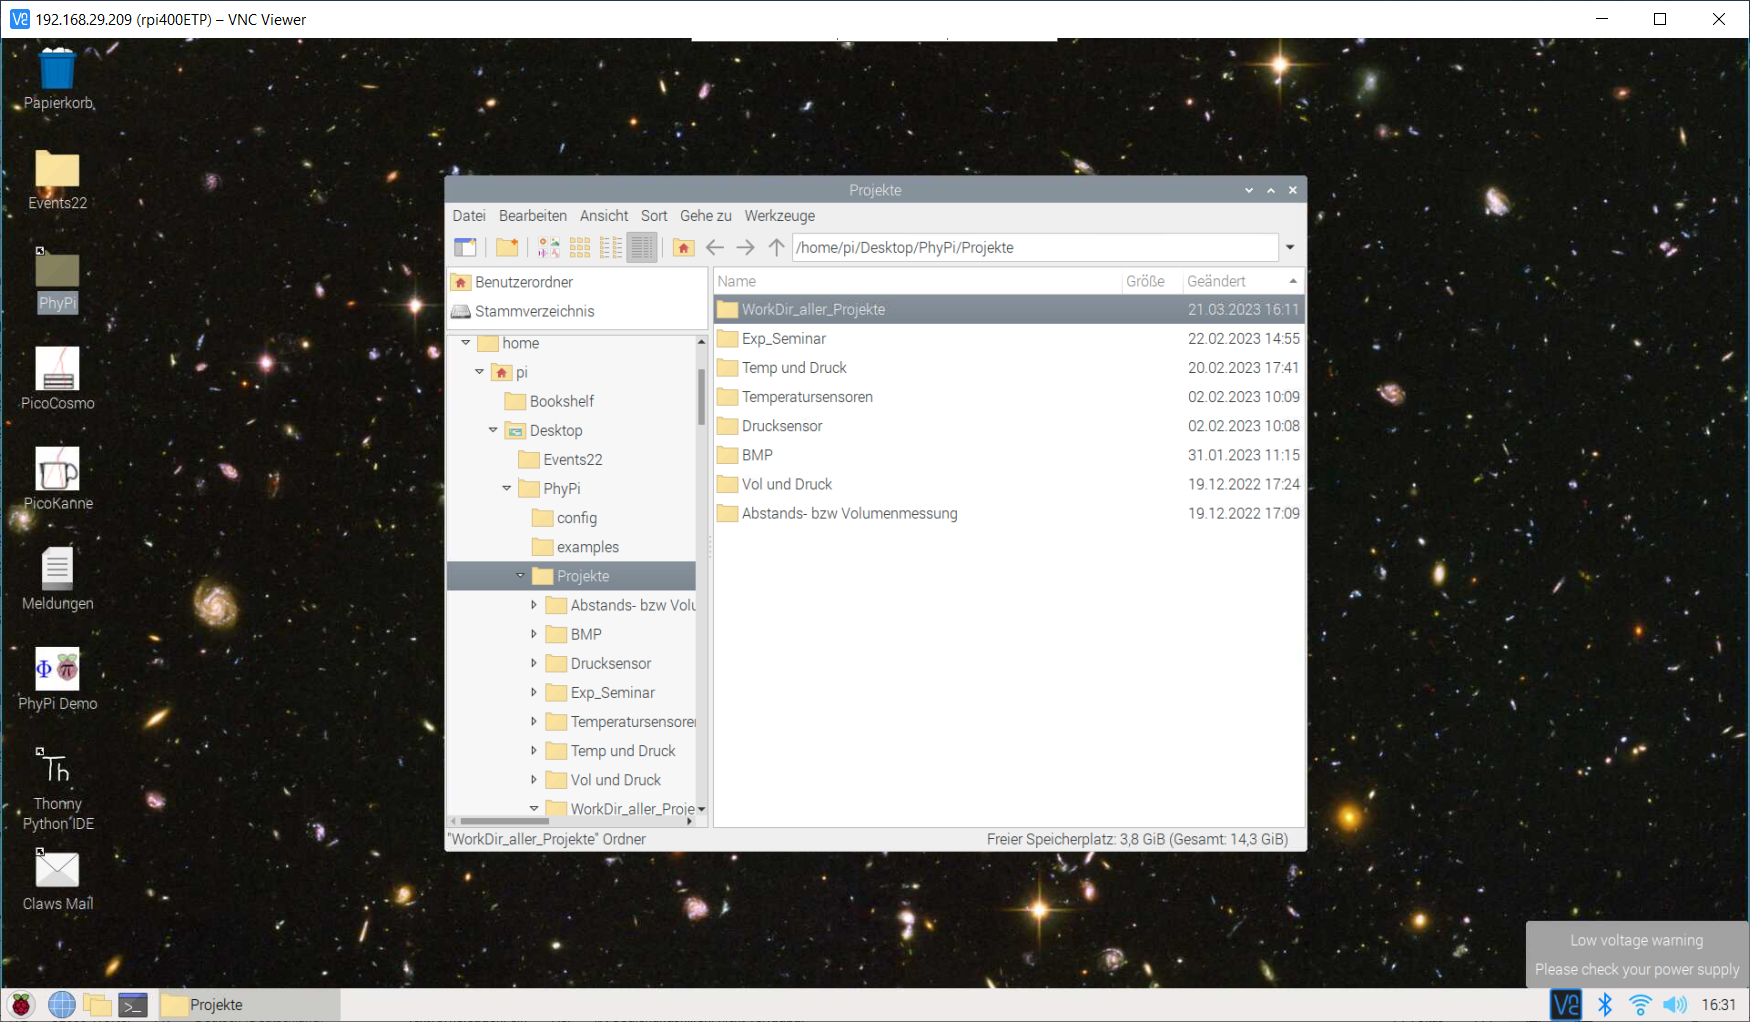 192.168.29.209 (rpi400ETP) – VNC Viewer
Papierkorb
Events22
PhyPi
PicoCosmo
PicoKanne
Meldungen
PhyPi Demo
Th
Thonny
Python IDE
Claws Mail
Projekte
Datei Bearbeiten Ansicht Sort Gehe zu Werkzeuge
/home/pi/Desktop/PhyPi/Projekte
Benutzerordner
Stammverzeichnis
home
pi
Bookshelf
Desktop
Events22
PhyPi
config
examples
Projekte
Abstands- bzw Volu
BMP
Drucksensor
Exp_Seminar
Temperatursensoren
Temp und Druck
Vol und Druck
WorkDir_aller_Proje
Name Größe Geändert
WorkDir_aller_Projekte 21.03.2023 16:11
Exp_Seminar 22.02.2023 14:55
Temp und Druck 20.02.2023 17:41
Temperatursensoren 02.02.2023 10:09
Drucksensor 02.02.2023 10:08
BMP 31.01.2023 11:15
Vol und Druck 19.12.2022 17:24
Abstands- bzw Volumenmessung 19.12.2022 17:09
"WorkDir_aller_Projekte" Ordner Freier Speicherplatz: 3,8 GiB (Gesamt: 14,3 GiB)
Low voltage warning
Please check your power supply
Projekte 16:31